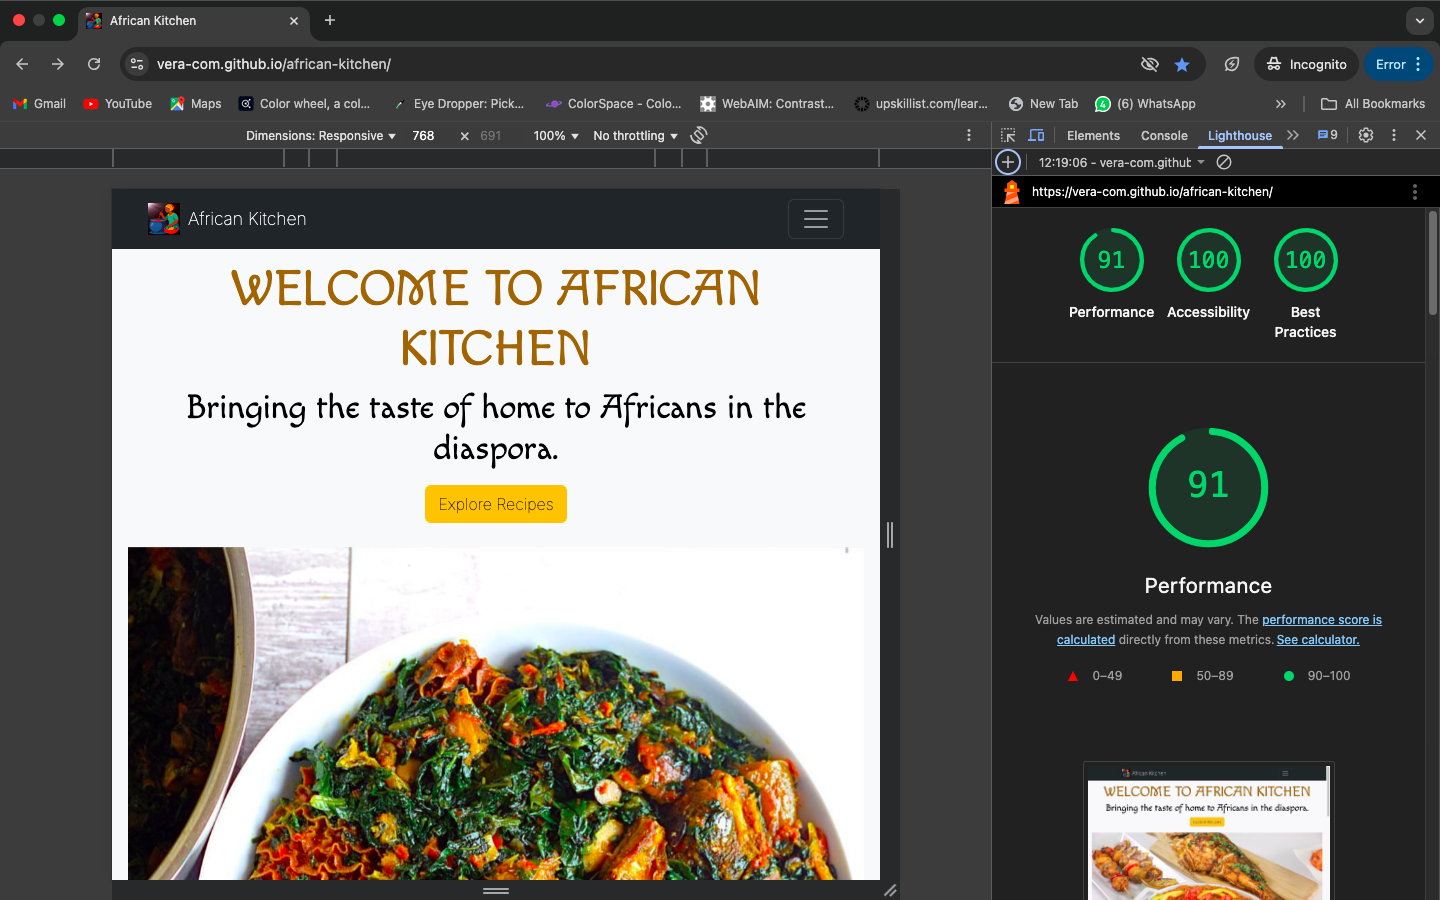 African Kitchen
vera-com.github.io/african-kitchen/
Incognito
Error
Gmail
YouTube
Maps
Color wheel, a col...
Eye Dropper: Pick...
ColorSpace - Colo...
WebAIM: Contrast...
upskillist.com/lear...
New Tab
(6) WhatsApp
All Bookmarks
Dimensions: Responsive
768
×
691
100%
No throttling
Elements
Console
Lighthouse
9
12:19:06 - vera-com.githuk
https://vera-com.github.io/african-kitchen/
African Kitchen
WELCOME TO AFRICAN
KITCHEN
Bringing the taste of home to Africans in the
diaspora.
Explore Recipes
91
100
100
Performance
Accessibility
Best
Practices
91
Performance
Values are estimated and may vary. The performance score is
calculated directly from these metrics. See calculator.
0–49
50–89
90–100
African Kitchen
WELCOME TO AFRICAN KITCHEN
Bringing the taste of home to Africans in the diaspora.